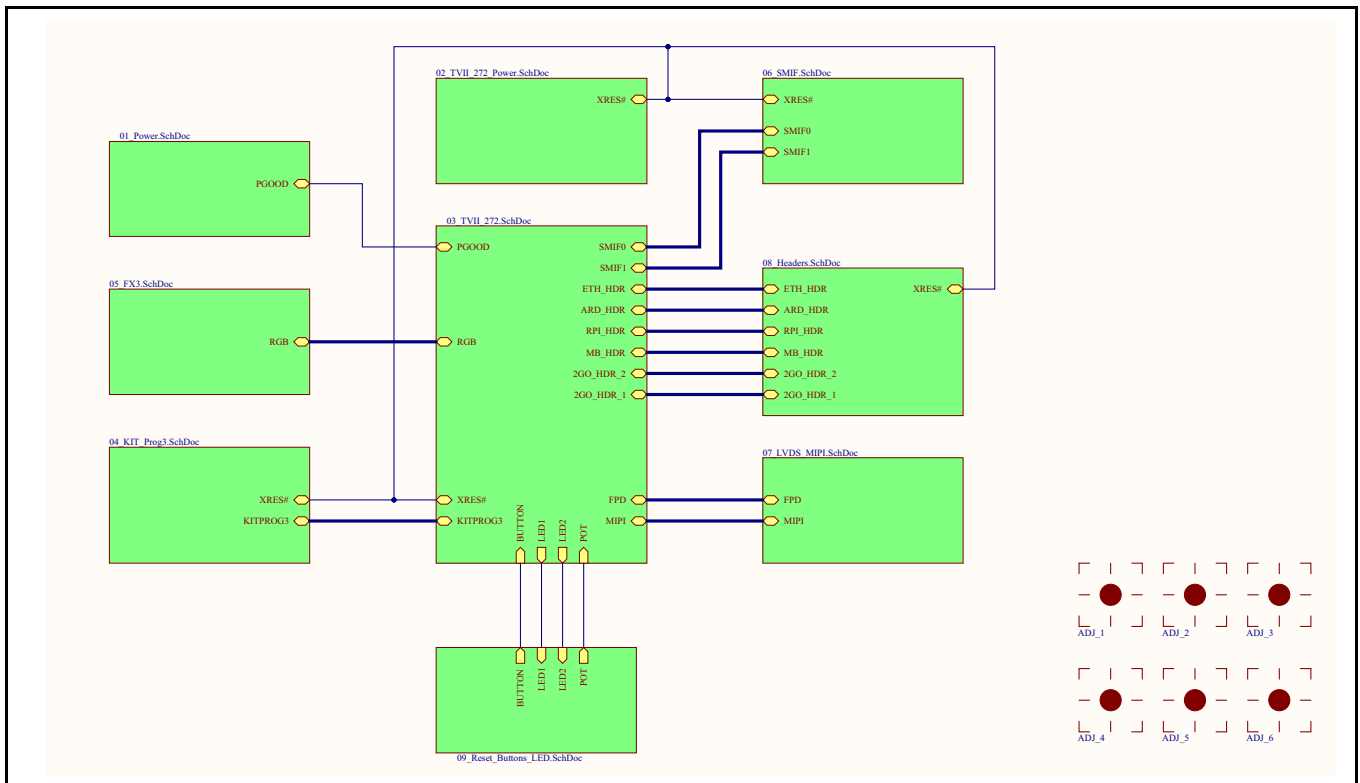 01_Power.SchDoc
PGOOD
02_TVII_272_Power.SchDoc
XRES#
06_SMIF.SchDoc
XRES#
SMIF0
SMIF1
05_FX3.SchDoc
RGB
04_KIT_Prog3.SchDoc
XRES#
KITPROG3
03_TVII_272.SchDoc
PGOOD
RGB
XRES#
KITPROG3
SMIF0
SMIF1
ETH_HDR
ARD_HDR
RPI_HDR
MB_HDR
2GO_HDR_2
2GO_HDR_1
FPD
MIPI
BUTTON
LED1
LED2
POT
08_Headers.SchDoc
ETH_HDR
ARD_HDR
RPI_HDR
MB_HDR
2GO_HDR_2
2GO_HDR_1
XRES#
07_LVDS_MIPI.SchDoc
FPD
MIPI
BUTTON
LED1
LED2
POT
09_Reset_Buttons_LED.SchDoc
ADJ_1
ADJ_2
ADJ_3
ADJ_4
ADJ_5
ADJ_6